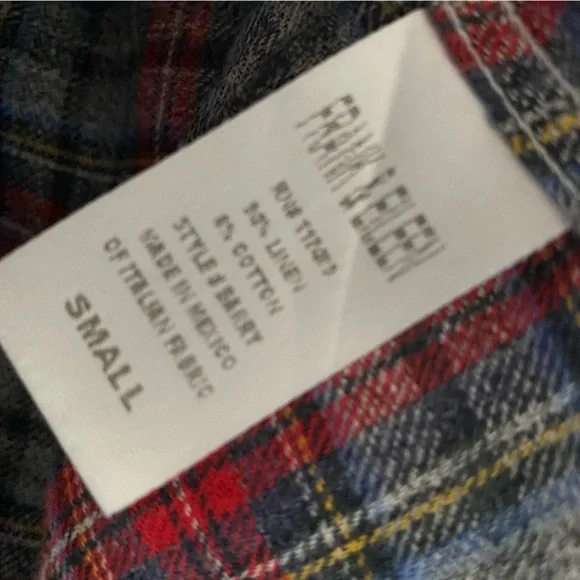 FRANK & EILEEN
LINEN
COTTON
STYLE # BARRY
MADE IN MEXICO
OF ITALIAN FABRIC
SMALL